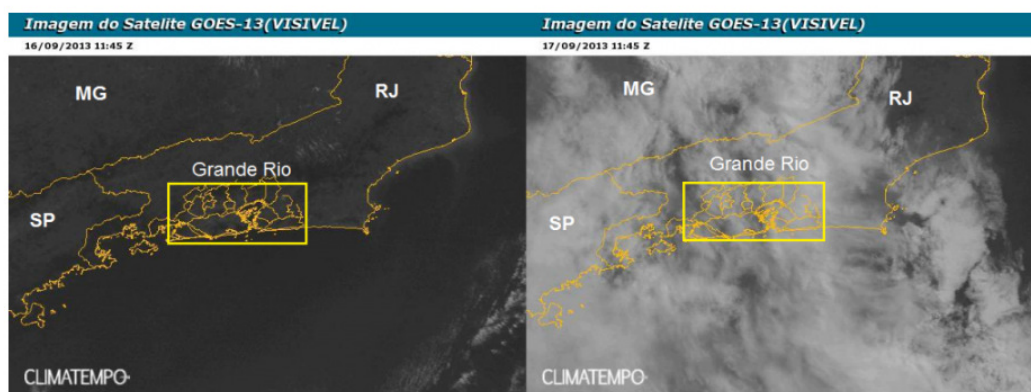 Imagem do Satelite GOES-13(VISIVEL)
16/09/2013 11:45 Z
MG
RJ
Grande Rio
SP
CLIMATEMPO
Imagem do Satelite GOES-13(VISIVEL)
17/09/2013 11:45 Z
MG
RJ
Grande Rio
SP
CLIMATEMPO